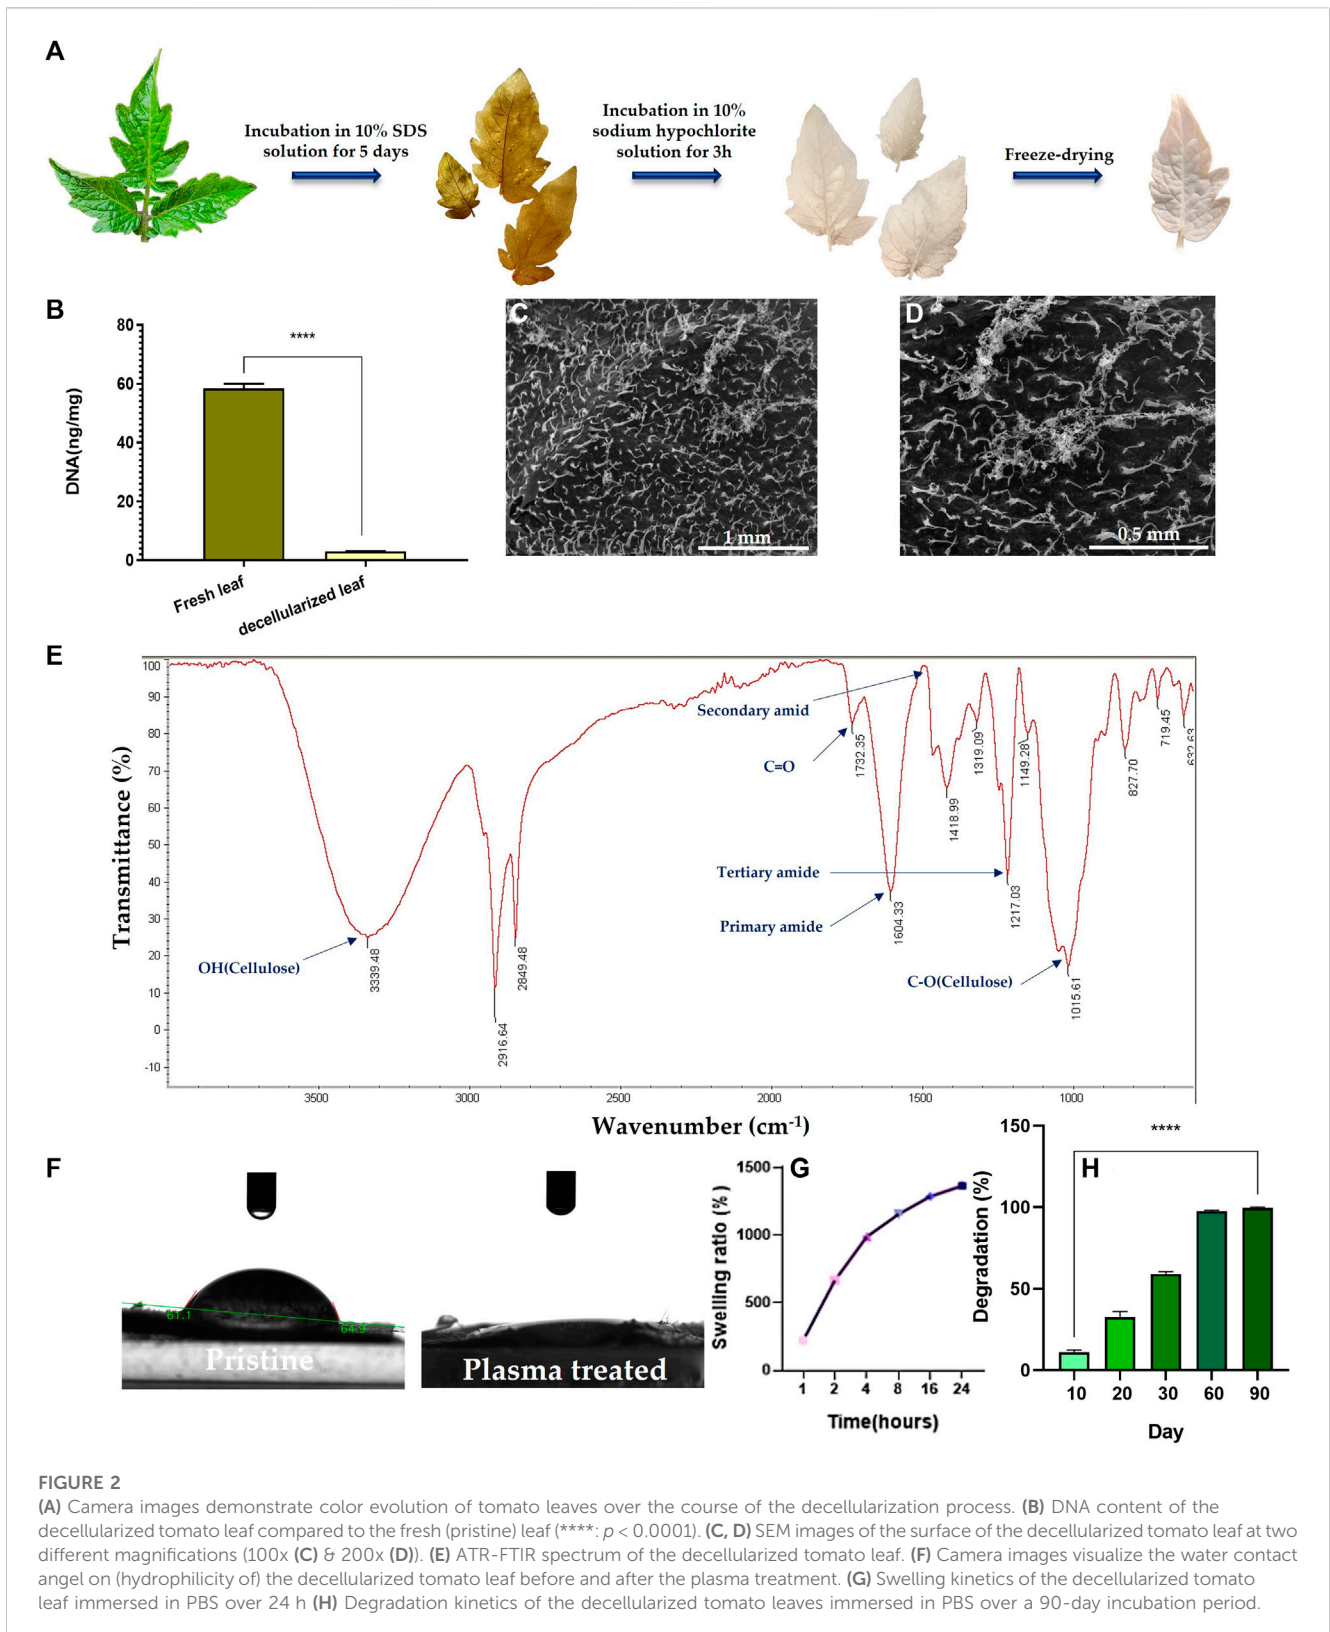 A
Incubation in 10% SDS
solution for 5 days
Incubation in 10%
sodium hypochlorite
solution for 3h
Freeze-drying
B
DNA(ng/mg)
80
60
40
20
0
****
Fresh leaf
decellularized leaf
C
1 mm
D
0.5 mm
E
Transmittance (%)
100
90
80
70
60
50
40
30
20
10
0
-10
Secondary amid
C=O
Tertiary amide
Primary amide
OH(Cellulose)
C-O(Cellulose)
3339.48
2916.64
2849.48
1732.35
1604.33
1418.99
1319.09
1217.03
1149.28
1015.61
827.70
719.45
632.63
3500
3000
2500
2000
1500
1000
Wavenumber (cm-1)
F
61.1
64.9
Pristine
Plasma treated
G
Swelling ratio (%)
1500
1000
500
0
1
2
4
8
16
24
Time(hours)
H
Degradation (%)
150
100
50
0
****
10
20
30
60
90
Day
FIGURE 2
(A) Camera images demonstrate color evolution of tomato leaves over the course of the decellularization process. (B) DNA content of the
decellularized tomato leaf compared to the fresh (pristine) leaf (****: p < 0.0001). (C, D) SEM images of the surface of the decellularized tomato leaf at two
different magnifications (100x (C) & 200x (D)). (E) ATR-FTIR spectrum of the decellularized tomato leaf. (F) Camera images visualize the water contact
angel on (hydrophilicity of) the decellularized tomato leaf before and after the plasma treatment. (G) Swelling kinetics of the decellularized tomato
leaf immersed in PBS over 24 h (H) Degradation kinetics of the decellularized tomato leaves immersed in PBS over a 90-day incubation period.